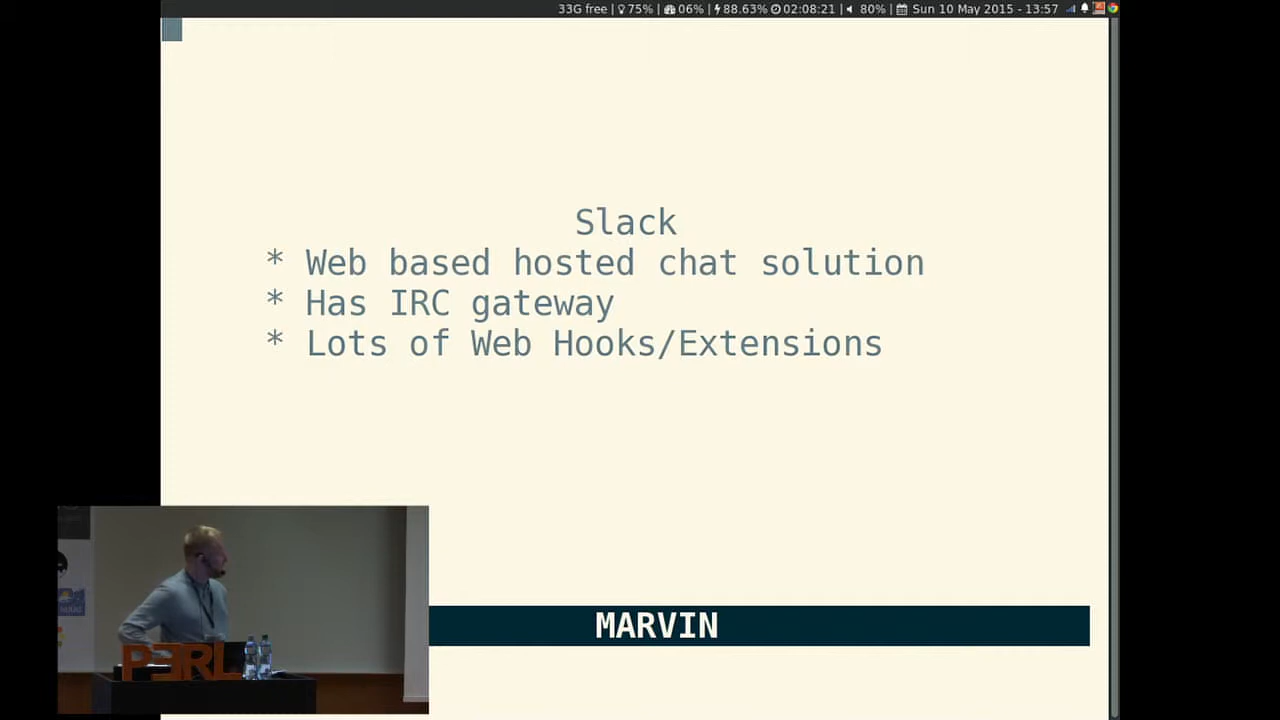 33G free | 75% | 06% | 88.63% 02:08:21 | 80% | Sun 10 May 2015 - 13:57
Slack
* Web based hosted chat solution
* Has IRC gateway
* Lots of Web Hooks/Extensions
MARVIN
PERL